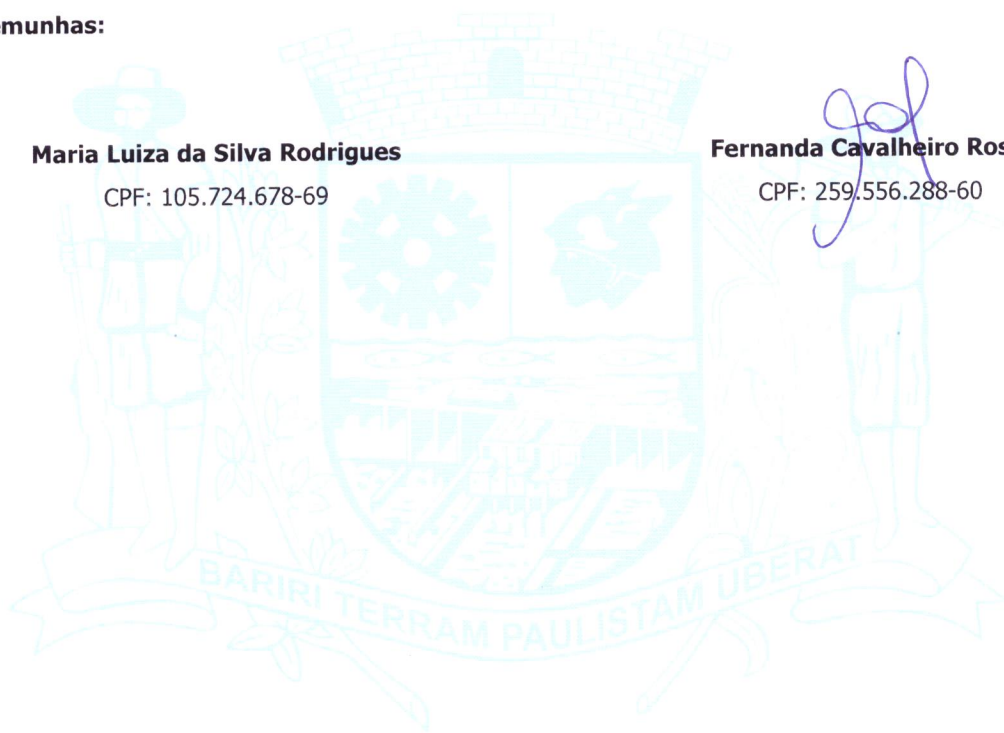 emunhas:
Maria Luiza da Silva Rodrigues
CPF: 105.724.678-69
Fernanda Cavalheiro Ros
CPF: 259.556.288-60
BARIRI TERRAM PAULISTAM UBERAT